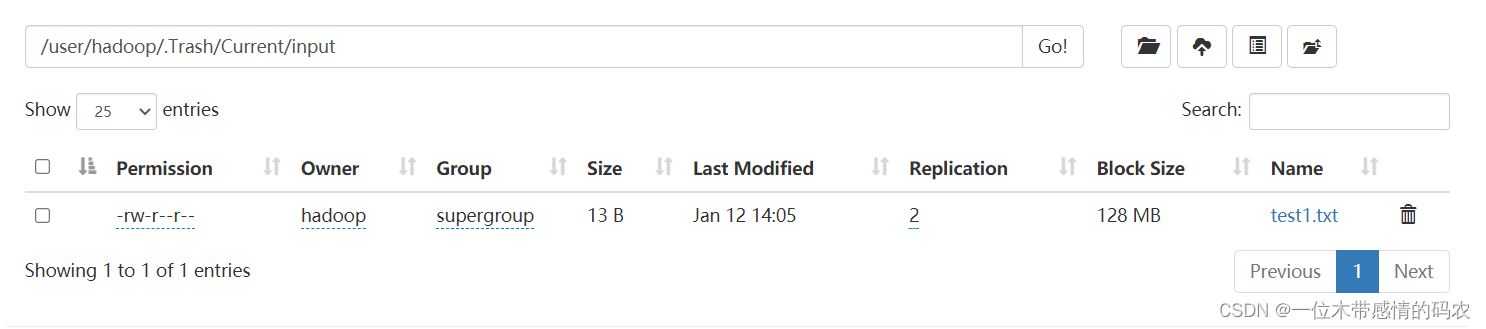 /user/hadoop/.Trash/Current/input Go!
Show 25 entries Search:
Permission Owner Group Size Last Modified Replication Block Size Name
-rw-r--r-- hadoop supergroup 13 B Jan 12 14:05 2 128 MB test1.txt
Showing 1 to 1 of 1 entries Previous 1 Next
CSDN @一位木带感情的码农